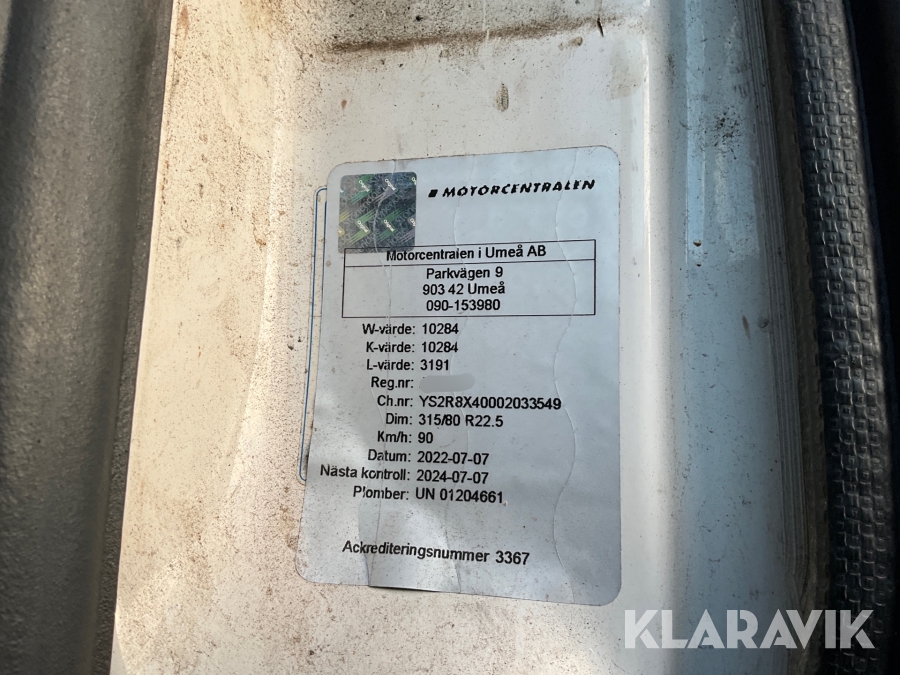 MOTORCENTRALEN
Motorcentralen i Umeå AB
Parkvägen 9
903 42 Umeå
090-153980
W-värde: 10284
K-värde: 10284
L-värde: 3191
Reg.nr:
Ch.nr: YS2R8X40002033549
Dim: 315/80 R22.5
Km/h: 90
Datum: 2022-07-07
Nästa kontroll: 2024-07-07
Plomber: UN 01204661
Ackrediteringsnummer 3367
KLARAVIK